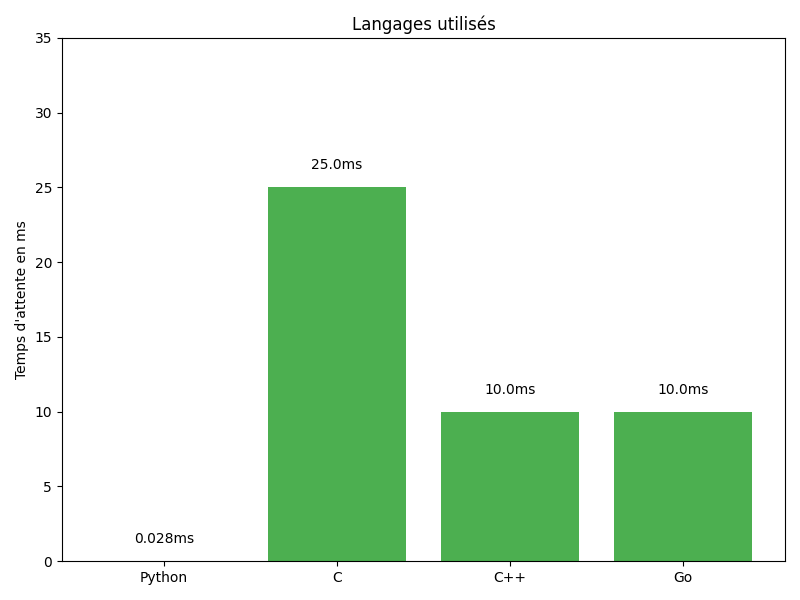 Langages utilisés
Temps d'attente en ms
35
30
25
20
15
10
5
0
0.028ms
25.0ms
10.0ms
10.0ms
Python
C
C++
Go